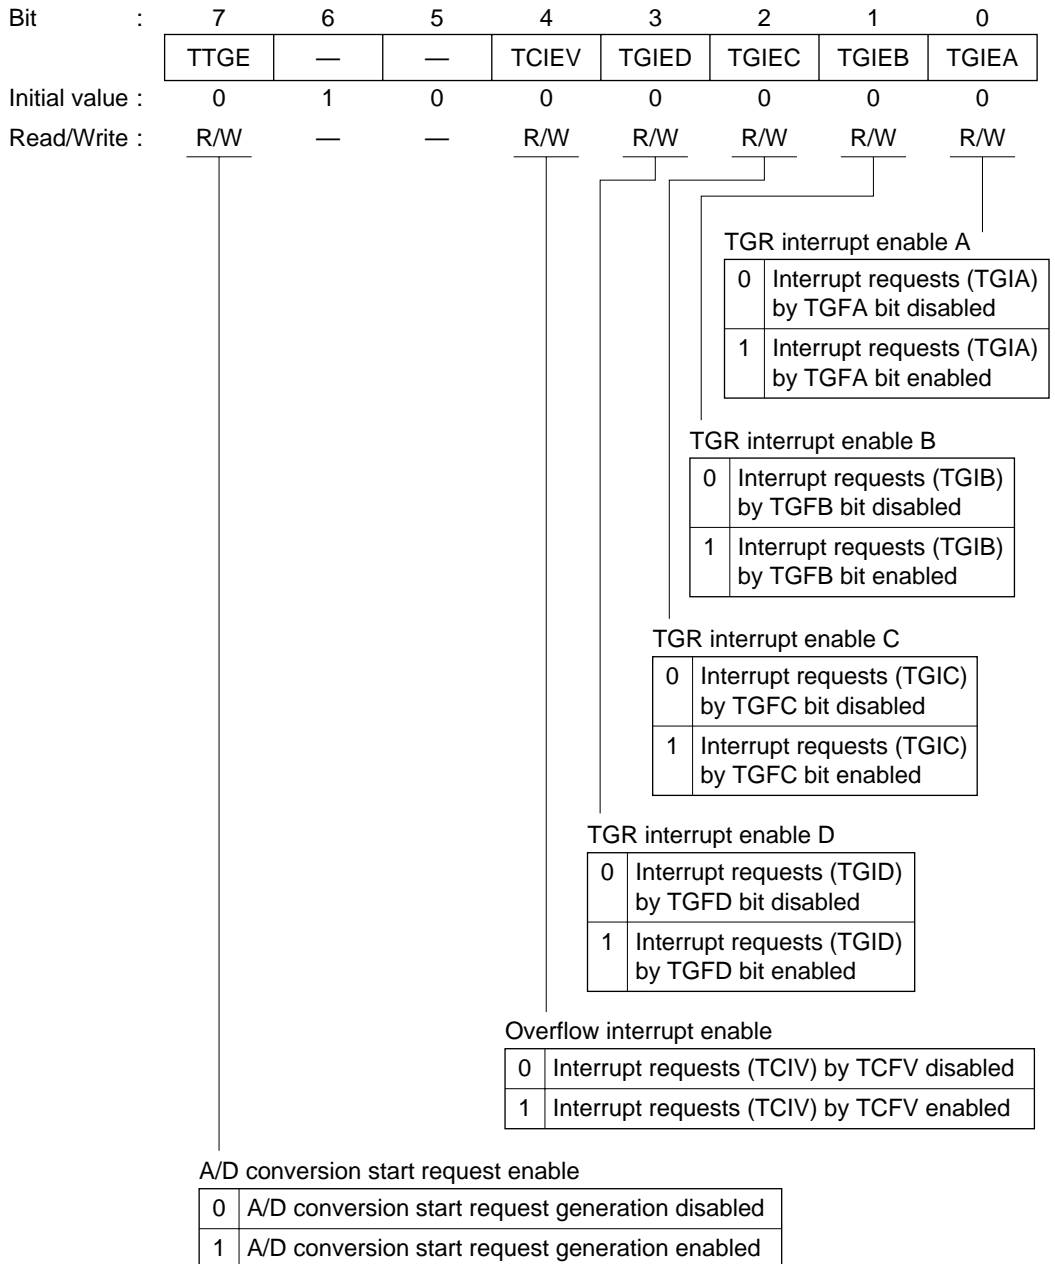 Bit : 7 6 5 4 3 2 1 0
TTGE — — TCIEV TGIED TGIEC TGIEB TGIEA
Initial value : 0 1 0 0 0 0 0 0
Read/Write : R/W — — R/W R/W R/W R/W R/W
TGR interrupt enable A
0 Interrupt requests (TGIA)
by TGFA bit disabled
1 Interrupt requests (TGIA)
by TGFA bit enabled
TGR interrupt enable B
0 Interrupt requests (TGIB)
by TGFB bit disabled
1 Interrupt requests (TGIB)
by TGFB bit enabled
TGR interrupt enable C
0 Interrupt requests (TGIC)
by TGFC bit disabled
1 Interrupt requests (TGIC)
by TGFC bit enabled
TGR interrupt enable D
0 Interrupt requests (TGID)
by TGFD bit disabled
1 Interrupt requests (TGID)
by TGFD bit enabled
Overflow interrupt enable
0 Interrupt requests (TCIV) by TCFV disabled
1 Interrupt requests (TCIV) by TCFV enabled
A/D conversion start request enable
0 A/D conversion start request generation disabled
1 A/D conversion start request generation enabled